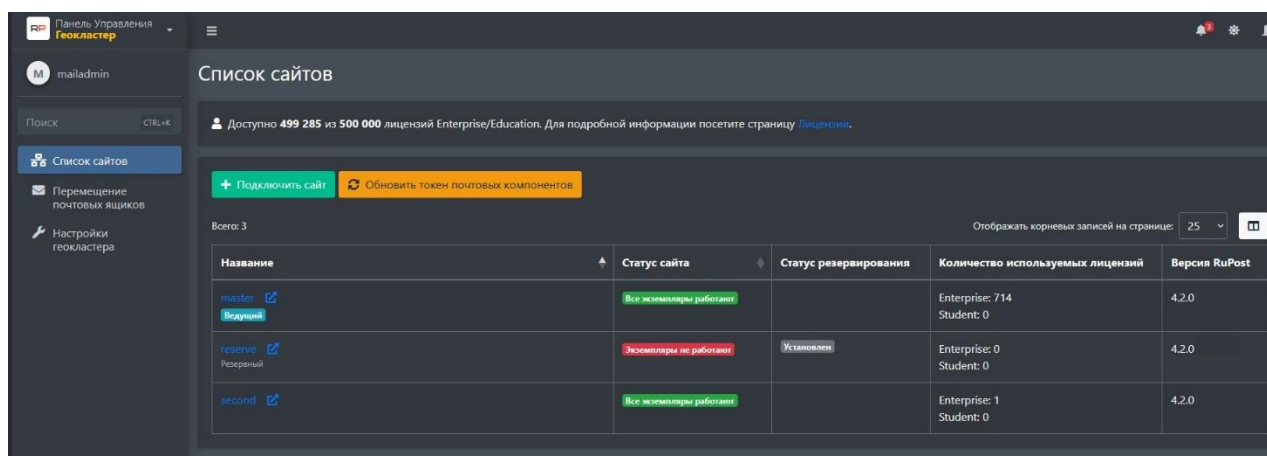 RP Панель Управления
Геокластер
3
M mailadmin
Список сайтов
Поиск CTRL+K
Доступно 499 285 из 500 000 лицензий Enterprise/Education. Для подробной информации посетите страницу Лицензии.
Список сайтов
Перемещение
почтовых ящиков
Настройки
геокластера
Подключить сайт
Обновить токен почтовых компонентов
Всего: 3
Отображать корневых записей на странице: 25
Название Статус сайта Статус резервирования Количество используемых лицензий Версия RuPost
master Все экземпляры работают Enterprise: 714 4.2.0
Ведущий Student: 0
reserve Экземпляры не работают Установлен Enterprise: 0 4.2.0
Резервный Student: 0
second Все экземпляры работают Enterprise: 1 4.2.0
Student: 0